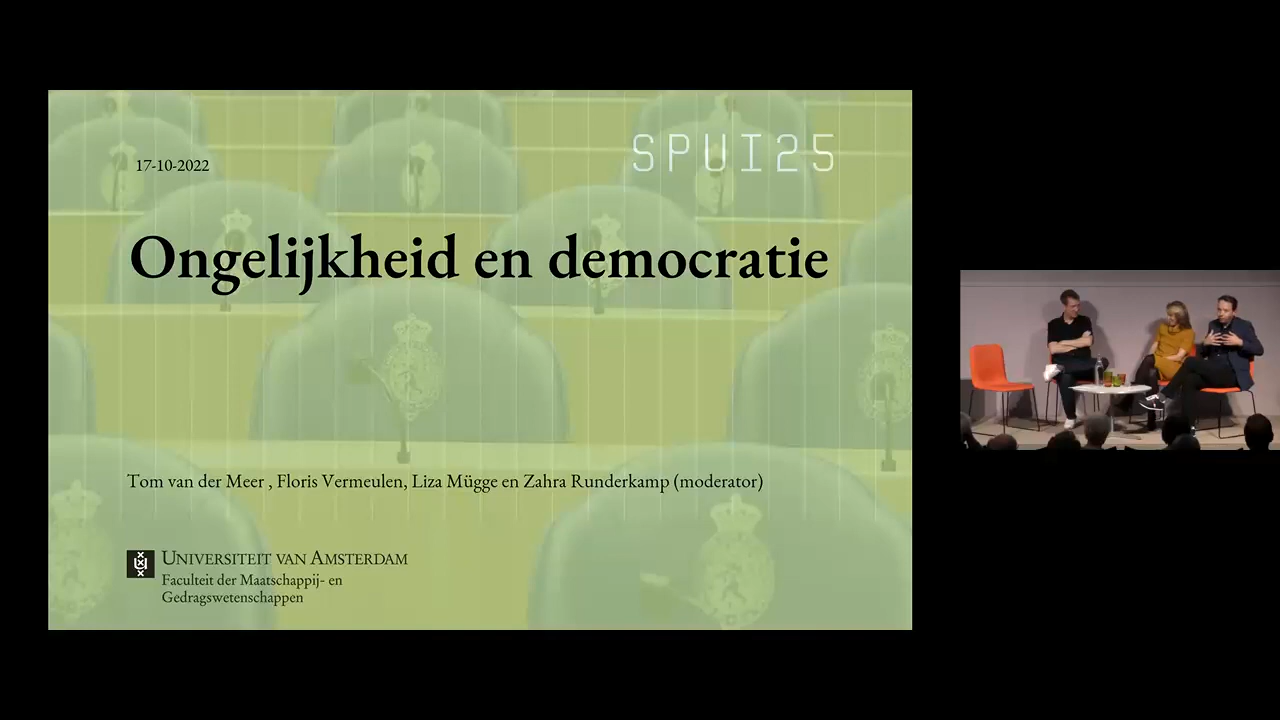 SPUI25
17-10-2022
Ongelijkheid en democratie
Tom van der Meer , Floris Vermeulen, Liza Mügge en Zahra Runderkamp (moderator)
UNIVERSITEIT VAN AMSTERDAM
Faculteit der Maatschappij- en
Gedragswetenschappen